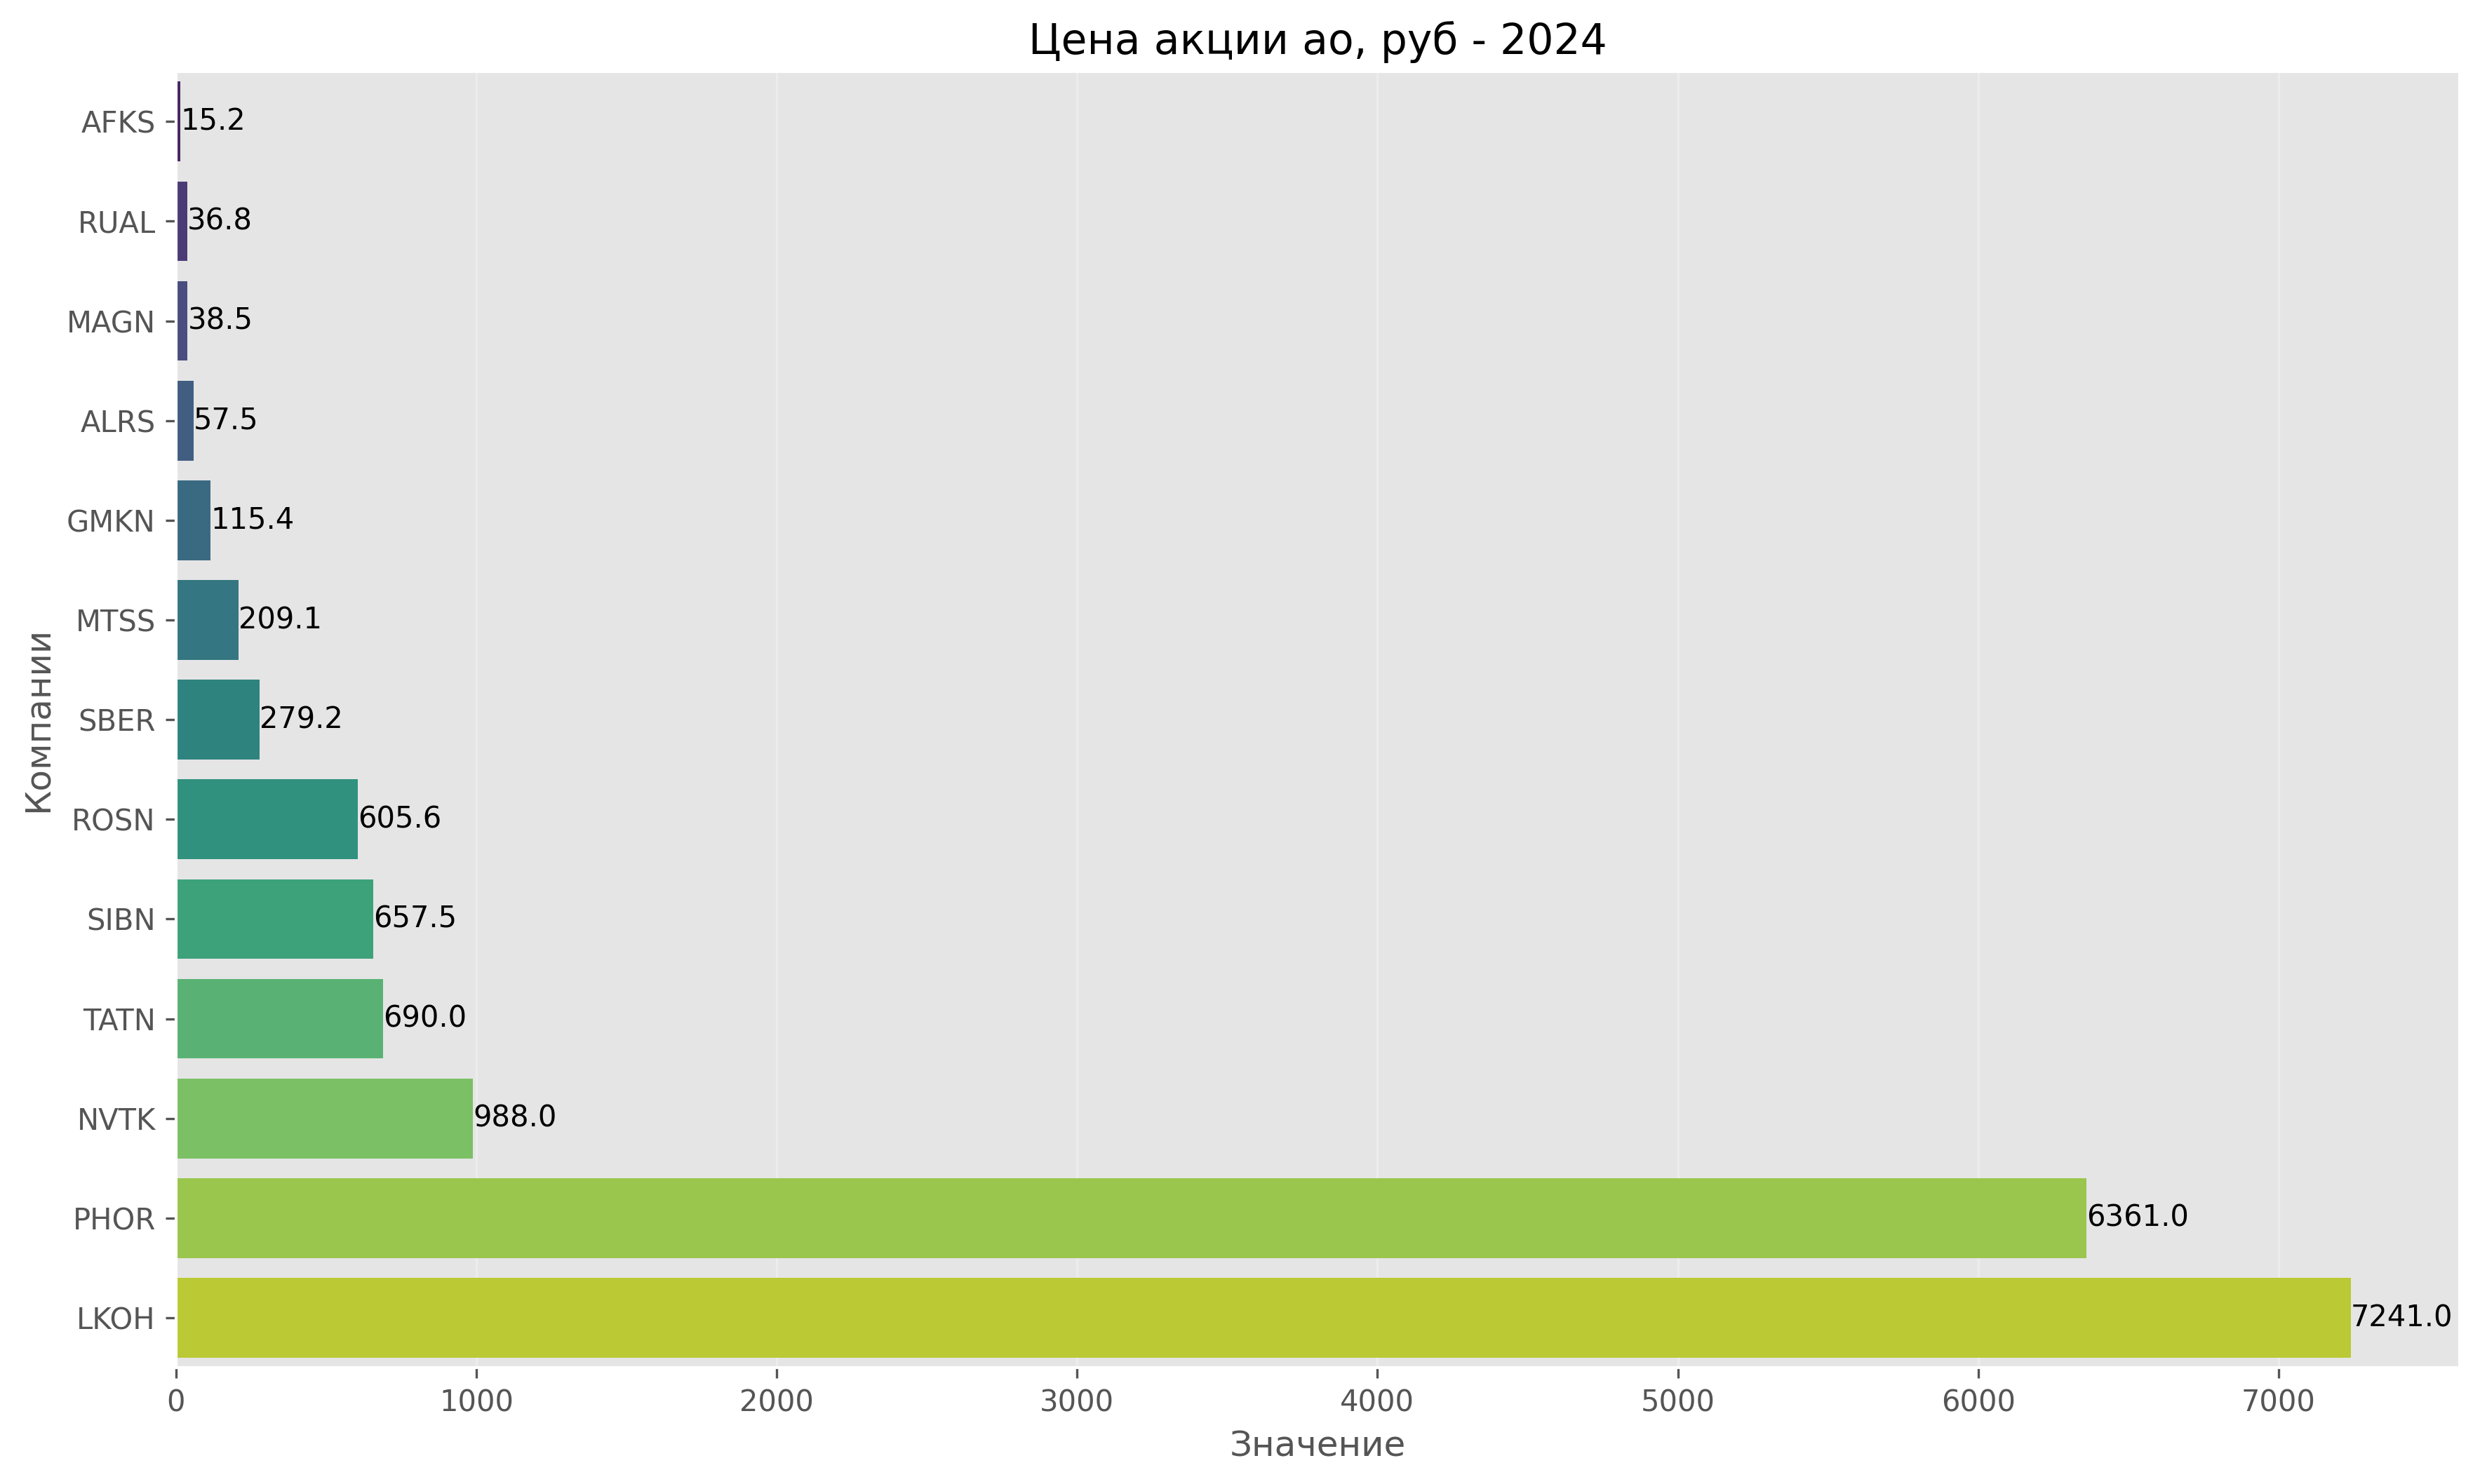 Цена акции ао, руб - 2024
Компании
AFKS 15.2
RUAL 36.8
MAGN 38.5
ALRS 57.5
GMKN 115.4
MTSS 209.1
SBER 279.2
ROSN 605.6
SIBN 657.5
TATN 690.0
NVTK 988.0
PHOR 6361.0
LKOH 7241.0
0 1000 2000 3000 4000 5000 6000 7000
Значение